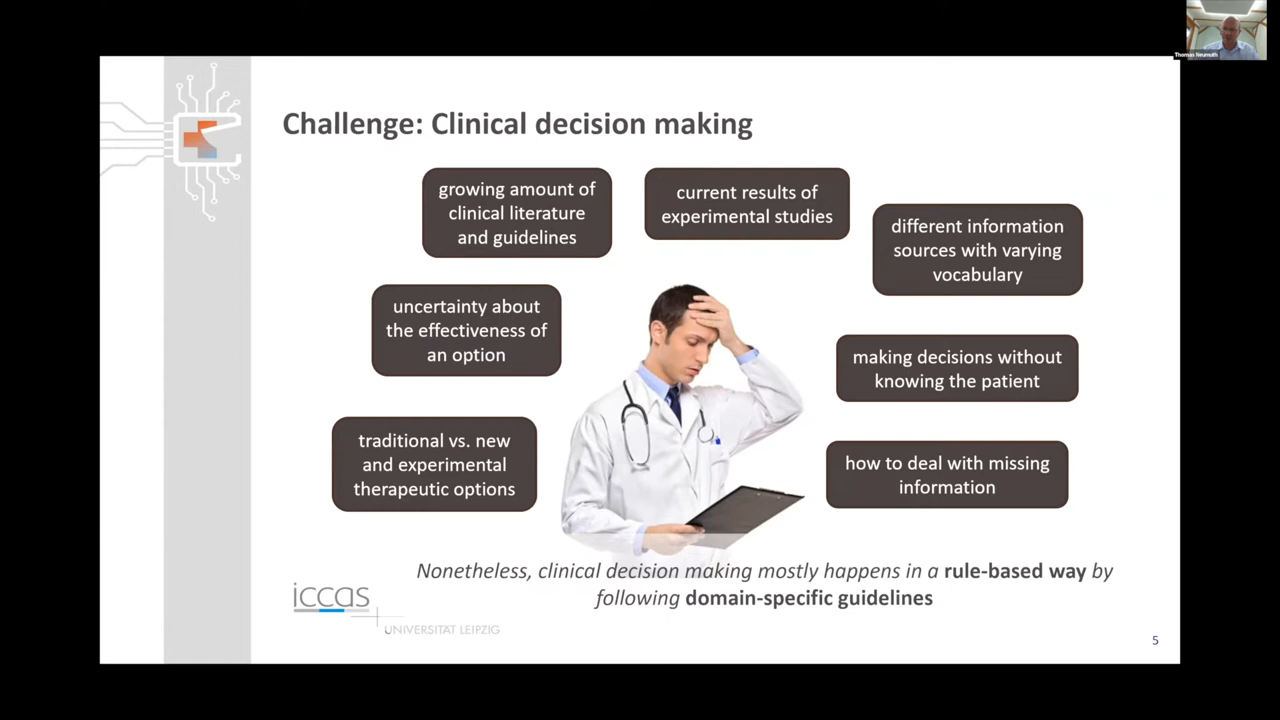 Thomas Neumuth
Challenge: Clinical decision making
growing amount of
clinical literature
and guidelines
current results of
experimental studies
different information
sources with varying
vocabulary
uncertainty about
the effectiveness of
an option
making decisions without
knowing the patient
traditional vs. new
and experimental
therapeutic options
how to deal with missing
information
Nonetheless, clinical decision making mostly happens in a rule-based way by
following domain-specific guidelines
iccas
UNIVERSITÄT LEIPZIG
5